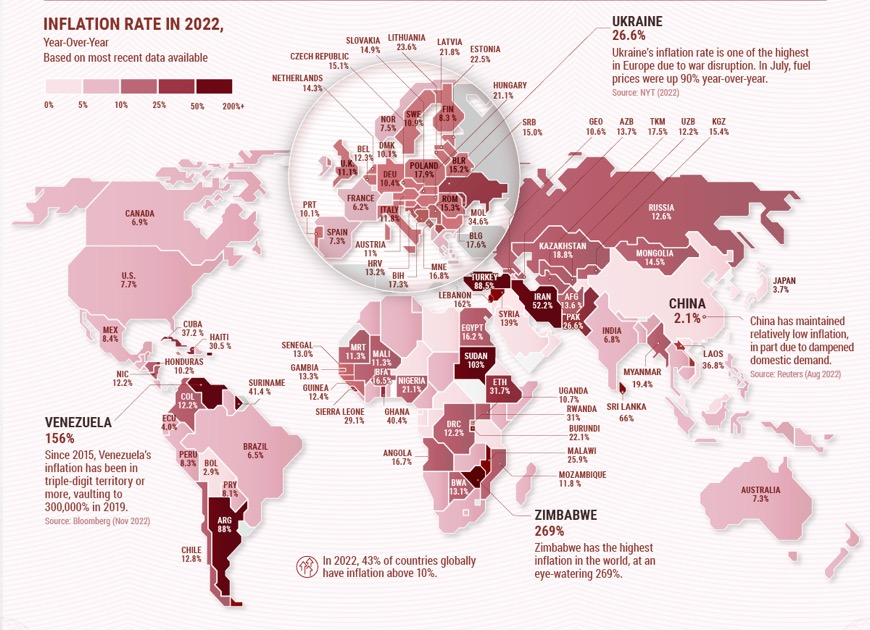 INFLATION RATE IN 2022,
Year-Over-Year
Based on most recent data available
0% 5% 10% 25% 50% 200%+
SLOVAKIA
14.9%
LITHUANIA
23.6%
LATVIA
21.8%
ESTONIA
22.5%
CZECH REPUBLIC
15.1%
NETHERLANDS
14.3%
HUNGARY
21.1%
SRB
15.0%
UKRAINE
26.6%
Ukraine's inflation rate is one of the highest
in Europe due to war disruption. In July, fuel
prices were up 90% year-over-year.
Source: NYT (2022)
GEO
10.6%
AZB
13.7%
TKM
17.5%
UZB
12.2%
KGZ
15.4%
NOR
7.5%
SWE
10.9%
FIN
8.3 %
BEL
12.3%
DMK
10.1%
U.K.
11.1%
DEU
10.4%
POLAND
17.9%
BLR
15.2%
FRANCE
6.2%
ITALY
11.8%
ROM
15.3%
MOL
34.6%
PRT
10.1%
SPAIN
7.3%
AUSTRIA
11%
BLG
17.6%
HRV
13.2%
BIH
17.3%
MNE
16.8%
CANADA
6.9%
U.S.
7.7%
MEX
8.4%
CUBA
37.2 %
HAITI
30.5 %
HONDURAS
10.2%
NIC
12.2%
SURINAME
41.4 %
COL
12.2%
ECU
4.0%
PERU
8.3%
BRAZIL
6.5%
BOL
2.9%
PRY
8.1%
ARG
88%
CHILE
12.8%
VENEZUELA
156%
Since 2015, Venezuela's
inflation has been in
triple-digit territory or
more, vaulting to
300,000% in 2019.
Source: Bloomberg (Nov 2022)
RUSSIA
12.6%
KAZAKHSTAN
18.8%
MONGOLIA
14.5%
TURKEY
88.5%
LEBANON
162%
SYRIA
139%
IRAN
52.2%
AFG
13.6 %
PAK
26.6%
INDIA
6.8%
JAPAN
3.7%
CHINA
2.1%
China has maintained
relatively low inflation,
in part due to dampened
domestic demand.
Source: Reuters (Aug 2022)
MYANMAR
19.4%
LAOS
36.8%
SRI LANKA
66%
SENEGAL
13.0%
GAMBIA
13.3%
GUINEA
12.4%
SIERRA LEONE
29.1%
MRT
11.3%
MALI
11.3%
BFA
16.5%
NIGERIA
21.1%
GHANA
40.4%
EGYPT
16.2 %
SUDAN
103%
ETH
31.7%
UGANDA
10.7%
RWANDA
31%
BURUNDI
22.1%
DRC
12.2%
MALAWI
25.9%
ANGOLA
16.7%
MOZAMBIQUE
11.8 %
BWA
13.1%
ZIMBABWE
269%
Zimbabwe has the highest
inflation in the world, at an
eye-watering 269%.
AUSTRALIA
7.3%
In 2022, 43% of countries globally
have inflation above 10%.